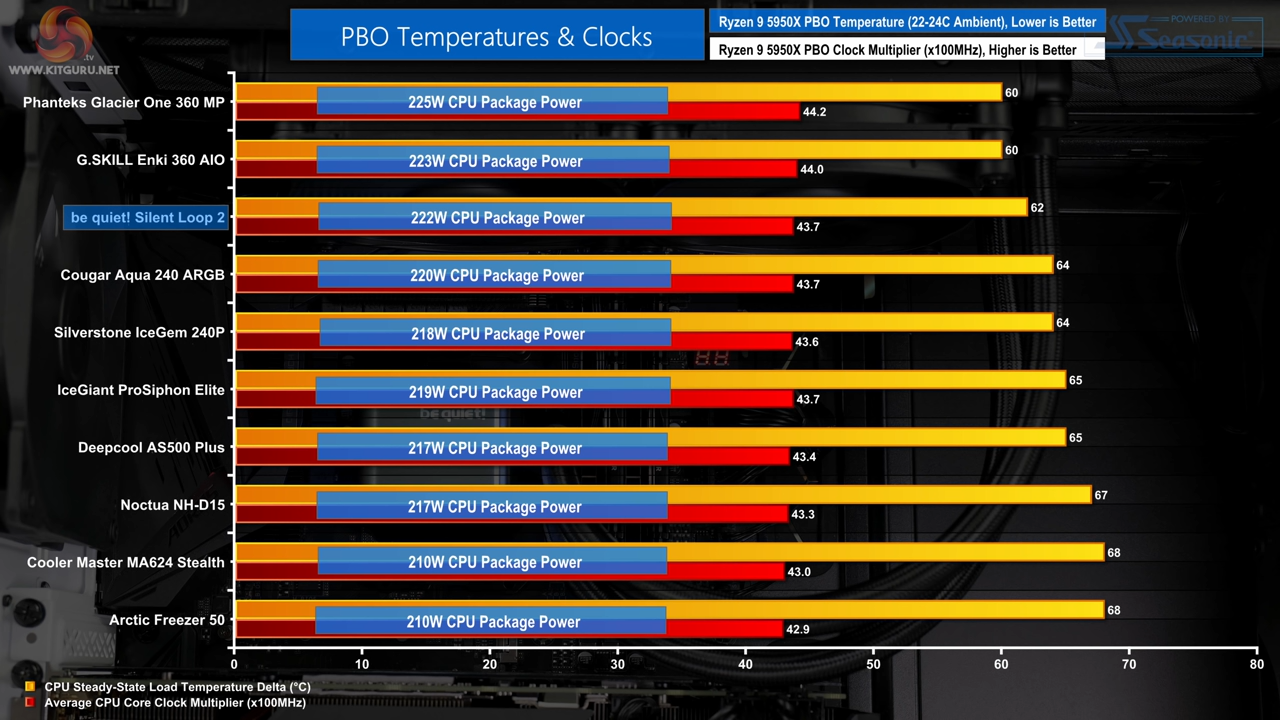 PBO Temperatures & Clocks
Ryzen 9 5950X PBO Temperature (22-24C Ambient), Lower is Better
Ryzen 9 5950X PBO Clock Multiplier (x100MHz), Higher is Better
POWERED BY
Seasonic
.tv
WWW.KITGURU.NET
Phanteks Glacier One 360 MP
225W CPU Package Power
60
44.2
G.SKILL Enki 360 AIO
223W CPU Package Power
60
44.0
be quiet! Silent Loop 2
222W CPU Package Power
62
43.7
Cougar Aqua 240 ARGB
220W CPU Package Power
64
43.7
Silverstone IceGem 240P
218W CPU Package Power
64
43.6
IceGiant ProSiphon Elite
219W CPU Package Power
65
43.7
be quiet!
Deepcool AS500 Plus
217W CPU Package Power
65
43.4
Noctua NH-D15
217W CPU Package Power
67
43.3
Cooler Master MA624 Stealth
210W CPU Package Power
68
43.0
Arctic Freezer 50
210W CPU Package Power
68
42.9
0 10 20 30 40 50 60 70 80
CPU Steady-State Load Temperature Delta (°C)
Average CPU Core Clock Multiplier (x100MHz)